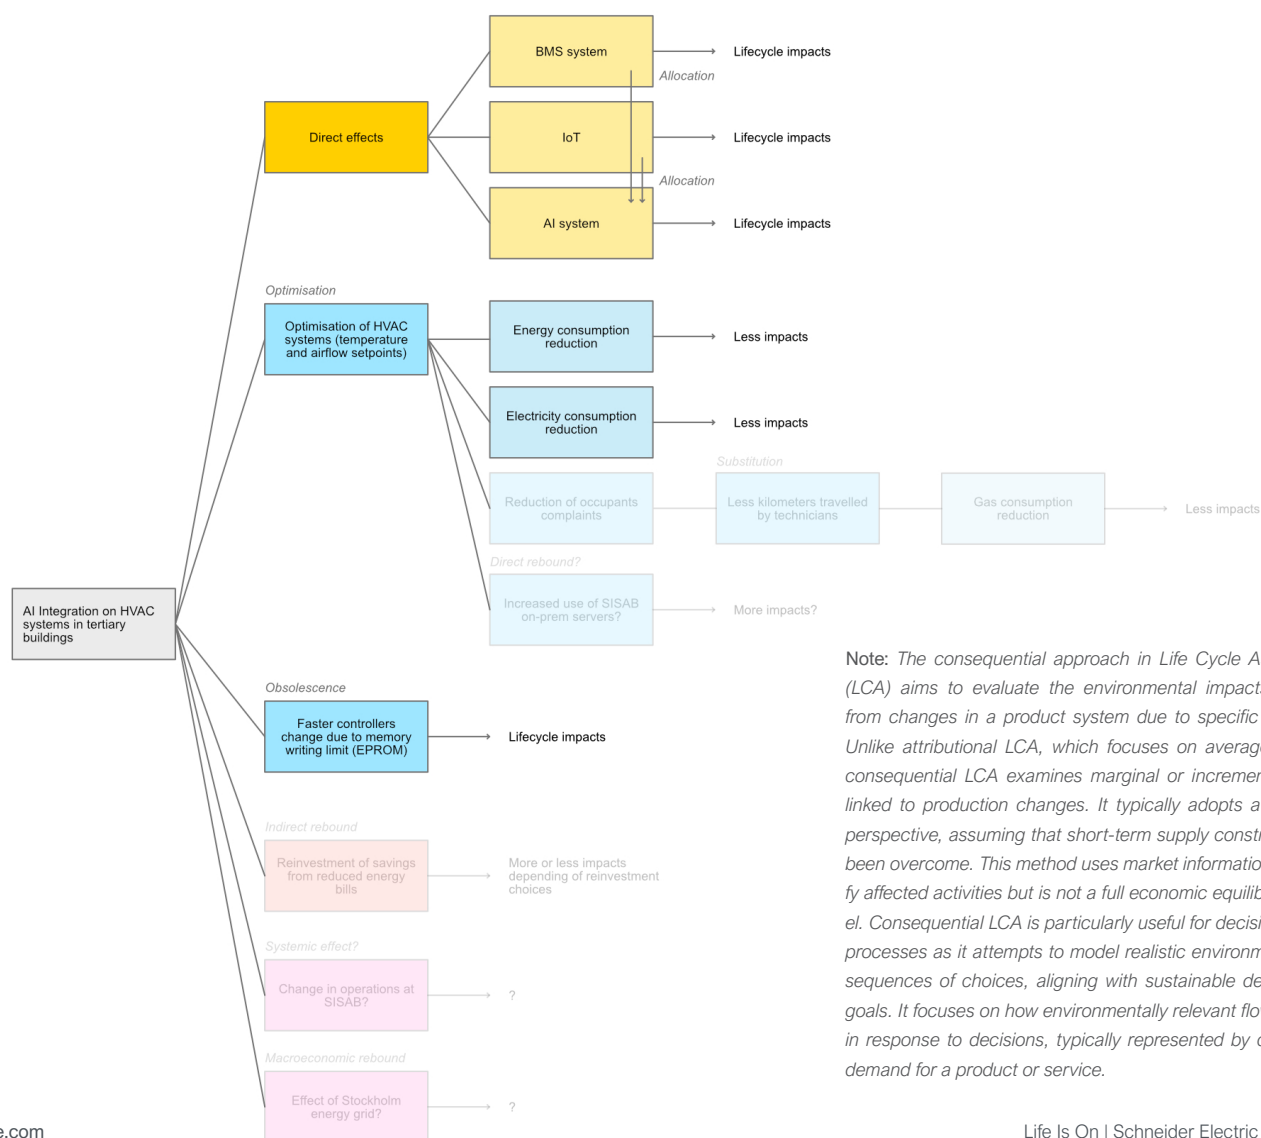 BMS system
Lifecycle impacts
Allocation
Direct effects
IoT
Lifecycle impacts
Allocation
AI system
Lifecycle impacts
Optimisation
Optimisation of HVAC
systems (temperature
and airflow setpoints)
Energy consumption
reduction
Less impacts
Electricity consumption
reduction
Less impacts
Substitution
Reduction of occupants
complaints
Less kilometers travelled
by technicians
Gas consumption
reduction
Less impacts
Direct rebound?
Increased use of SISAB
on-prem servers?
More impacts?
AI Integration on HVAC
systems in tertiary
buildings
Obsolescence
Faster controllers
change due to memory
writing limit (EPROM)
Lifecycle impacts
Indirect rebound
Reinvestment of savings
from reduced energy
bills
More or less impacts
depending of reinvestment
choices
Systemic effect?
Change in operations at
SISAB?
?
Macroeconomic rebound
Effect of Stockholm
energy grid?
?
Note: The consequential approach in Life Cycle A
(LCA) aims to evaluate the environmental impacts
from changes in a product system due to specific
Unlike attributional LCA, which focuses on average
consequential LCA examines marginal or incremen
linked to production changes. It typically adopts a
perspective, assuming that short-term supply constr
been overcome. This method uses market information
fy affected activities but is not a full economic equilib
el. Consequential LCA is particularly useful for decisi
processes as it attempts to model realistic environm
sequences of choices, aligning with sustainable de
goals. It focuses on how environmentally relevant flow
in response to decisions, typically represented by c
demand for a product or service.
e.com
Life Is On | Schneider Electric